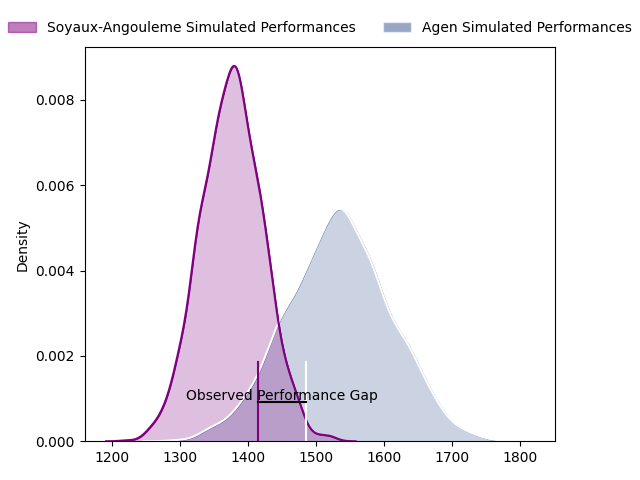 Soyaux-Angouleme Simulated Performances
Agen Simulated Performances
Density
0.008
0.006
0.004
0.002
0.000
Observed Performance Gap
1200 1300 1400 1500 1600 1700 1800